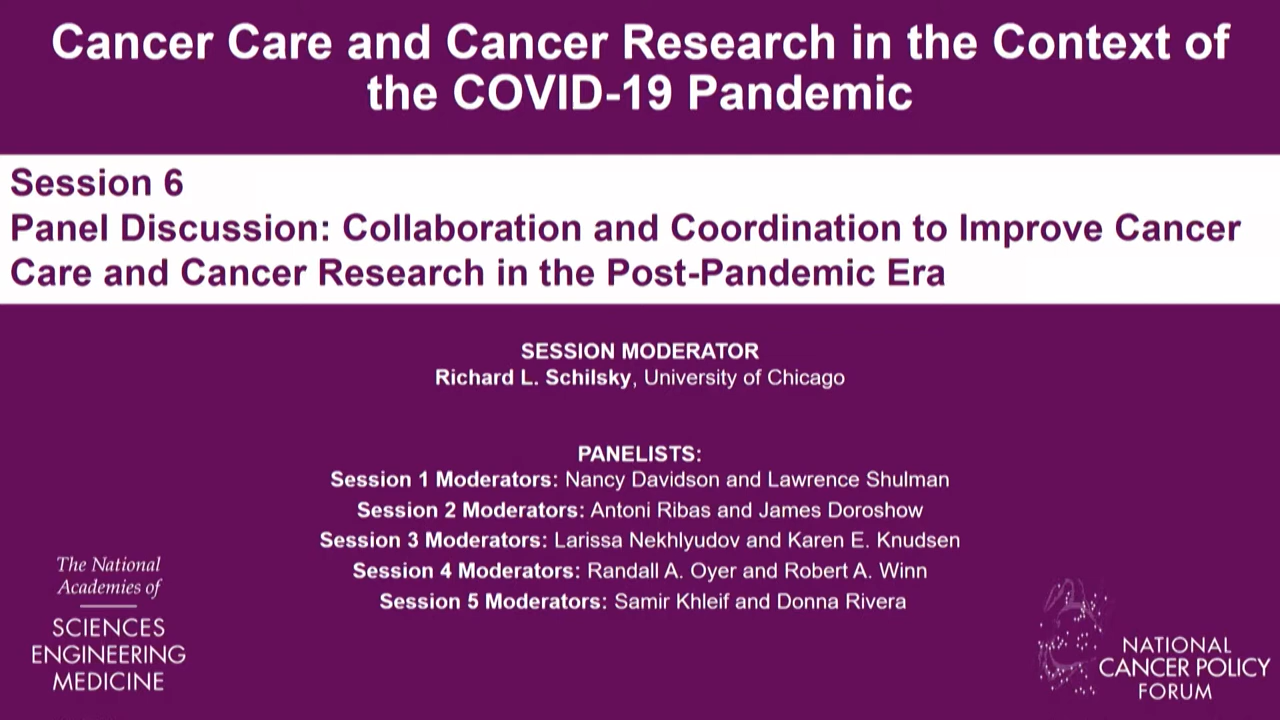 Cancer Care and Cancer Research in the Context of
the COVID-19 Pandemic
Session 6
Panel Discussion: Collaboration and Coordination to Improve Cancer
Care and Cancer Research in the Post-Pandemic Era
SESSION MODERATOR
Richard L. Schilsky, University of Chicago
PANELISTS:
Session 1 Moderators: Nancy Davidson and Lawrence Shulman
Session 2 Moderators: Antoni Ribas and James Doroshow
Session 3 Moderators: Larissa Nekhlyudov and Karen E. Knudsen
Session 4 Moderators: Randall A. Oyer and Robert A. Winn
Session 5 Moderators: Samir Khleif and Donna Rivera
The National
Academies of
SCIENCES
ENGINEERING
MEDICINE
NATIONAL
CANCER POLICY
FORUM